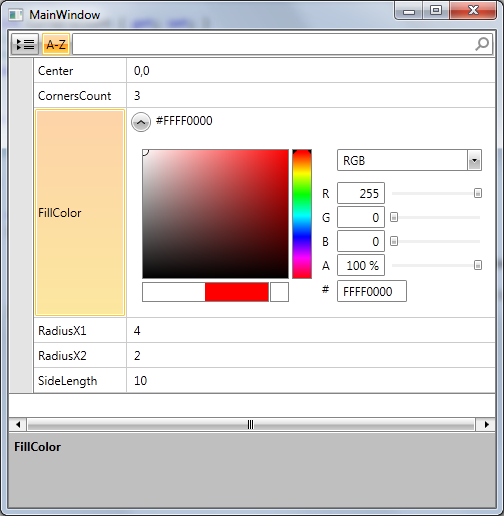 MainWindow
A-Z
Center 0,0
CornersCount 3
FillColor #FFFF0000
RGB
R 255
G 0
B 0
A 100 %
# FFFF0000
RadiusX1 4
RadiusX2 2
SideLength 10
FillColor